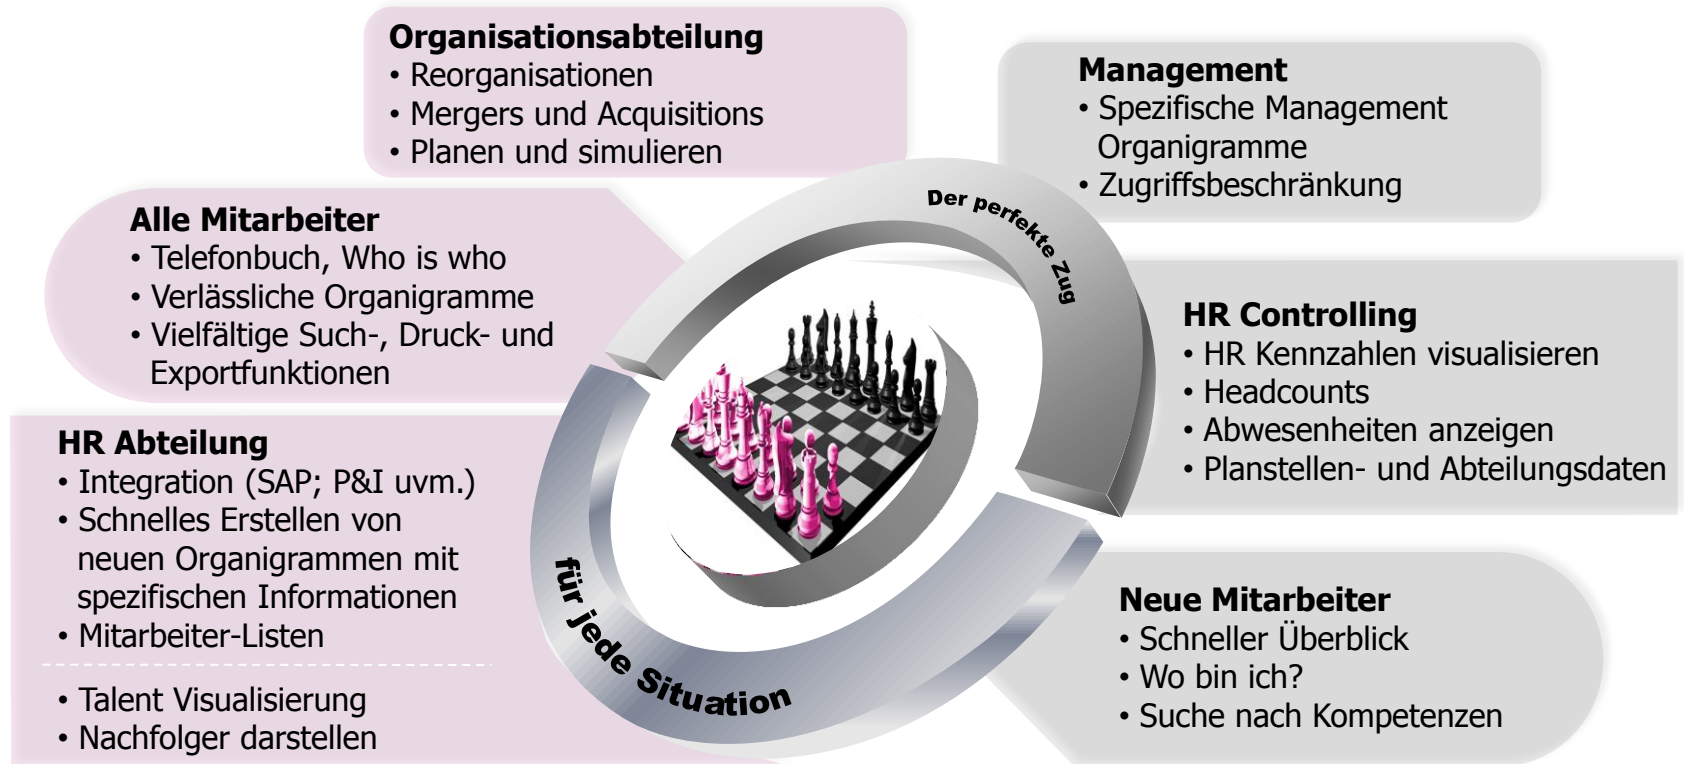 Organisationsabteilung
• Reorganisationen
• Mergers und Acquisitions
• Planen und simulieren
Management
• Spezifische Management
Organigramme
• Zugriffsbeschränkung
Alle Mitarbeiter
• Telefonbuch, Who is who
• Verlässliche Organigramme
• Vielfältige Such-, Druck- und
Exportfunktionen
Der perfekte Zug
HR Controlling
• HR Kennzahlen visualisieren
• Headcounts
• Abwesenheiten anzeigen
• Planstellen- und Abteilungsdaten
HR Abteilung
• Integration (SAP; P&I uvm.)
• Schnelles Erstellen von
neuen Organigrammen mit
spezifischen Informationen
• Mitarbeiter-Listen
• Talent Visualisierung
• Nachfolger darstellen
für jede Situation
Neue Mitarbeiter
• Schneller Überblick
• Wo bin ich?
• Suche nach Kompetenzen